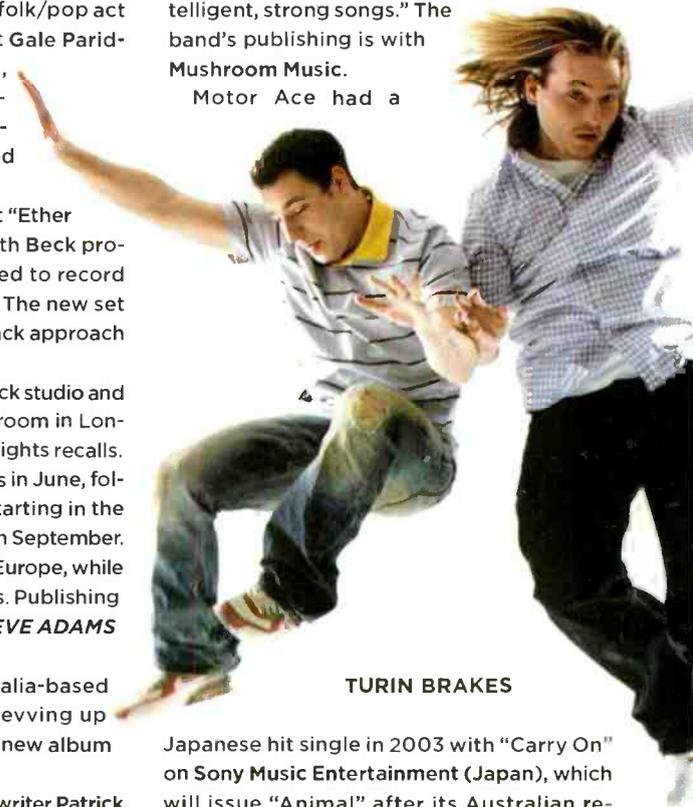 folk/pop act
t Gale Parid-
,
-
-
d
t “Ether
th Beck pro-
ed to record
The new set
ack approach
ck studio and
room in Lon-
ights recalls.
s in June, fol-
tarting in the
n September.
Europe, while
s. Publishing
EVE ADAMS
alia-based
evving up
new album
writer Patrick
telligent, strong songs.” The
band’s publishing is with
Mushroom Music.
Motor Ace had a
TURIN BRAKES
Japanese hit single in 2003 with “Carry On”
on Sony Music Entertainment (Japan), which
will issue “Animal” after its Australian re-